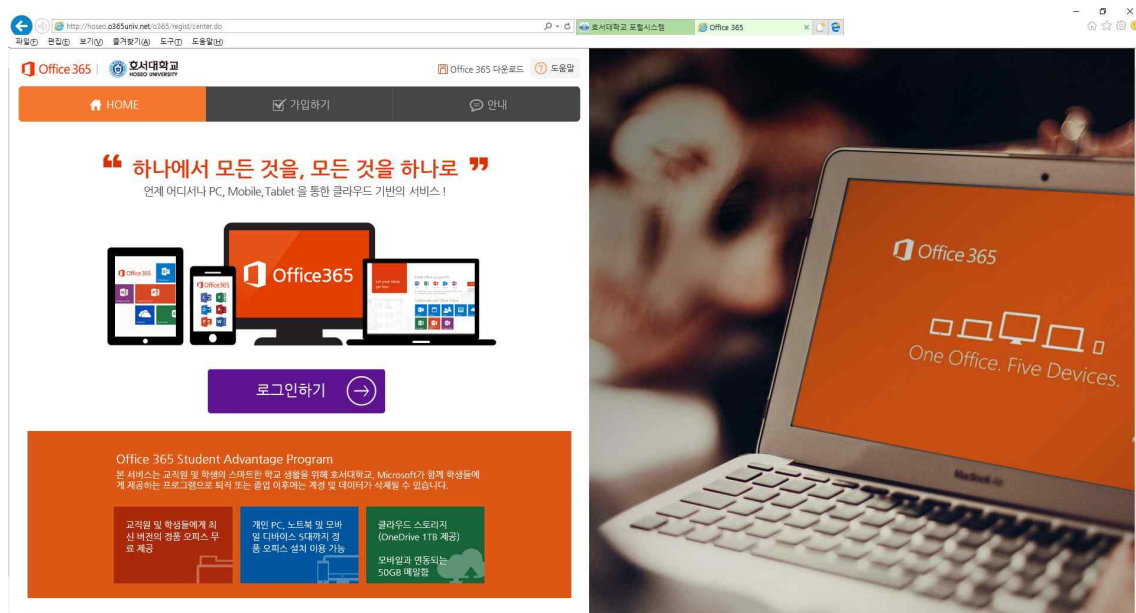 http://hoseo.o365univ.net/o365/regist/center.do
호서대학교 포털시스템
Office 365
파일(F) 편집(E) 보기(V) 즐겨찾기(A) 도구(T) 도움말(H)
Office 365
호서대학교
HOSEO UNIVERSITY
Office 365 다운로드
도움말
HOME
가입하기
안내
“ 하나에서 모든 것을, 모든 것을 하나로 ”
언제 어디서나 PC, Mobile, Tablet 을 통한 클라우드 기반의 서비스 !
Office 365
Office365
Office365
로그인하기
Office 365 Student Advantage Program
본 서비스는 교직원 및 학생의 스마트한 학교 생활을 위해 호서대학교, Microsoft가 함께 학생들에
게 제공하는 프로그램으로 퇴직 또는 졸업 이후에는 계정 및 데이터가 삭제될 수 있습니다.
교직원 및 학생들에게 최
신 버전의 정품 오피스 무
료 제공
개인 PC, 노트북 및 모바
일 디바이스 5대까지 정
품 오피스 설치 이용 가능
클라우드 스토리지
(OneDrive 1TB 제공)
모바일과 연동되는
50GB 메일함
Office 365
One Office. Five Devices.
MacBook Air